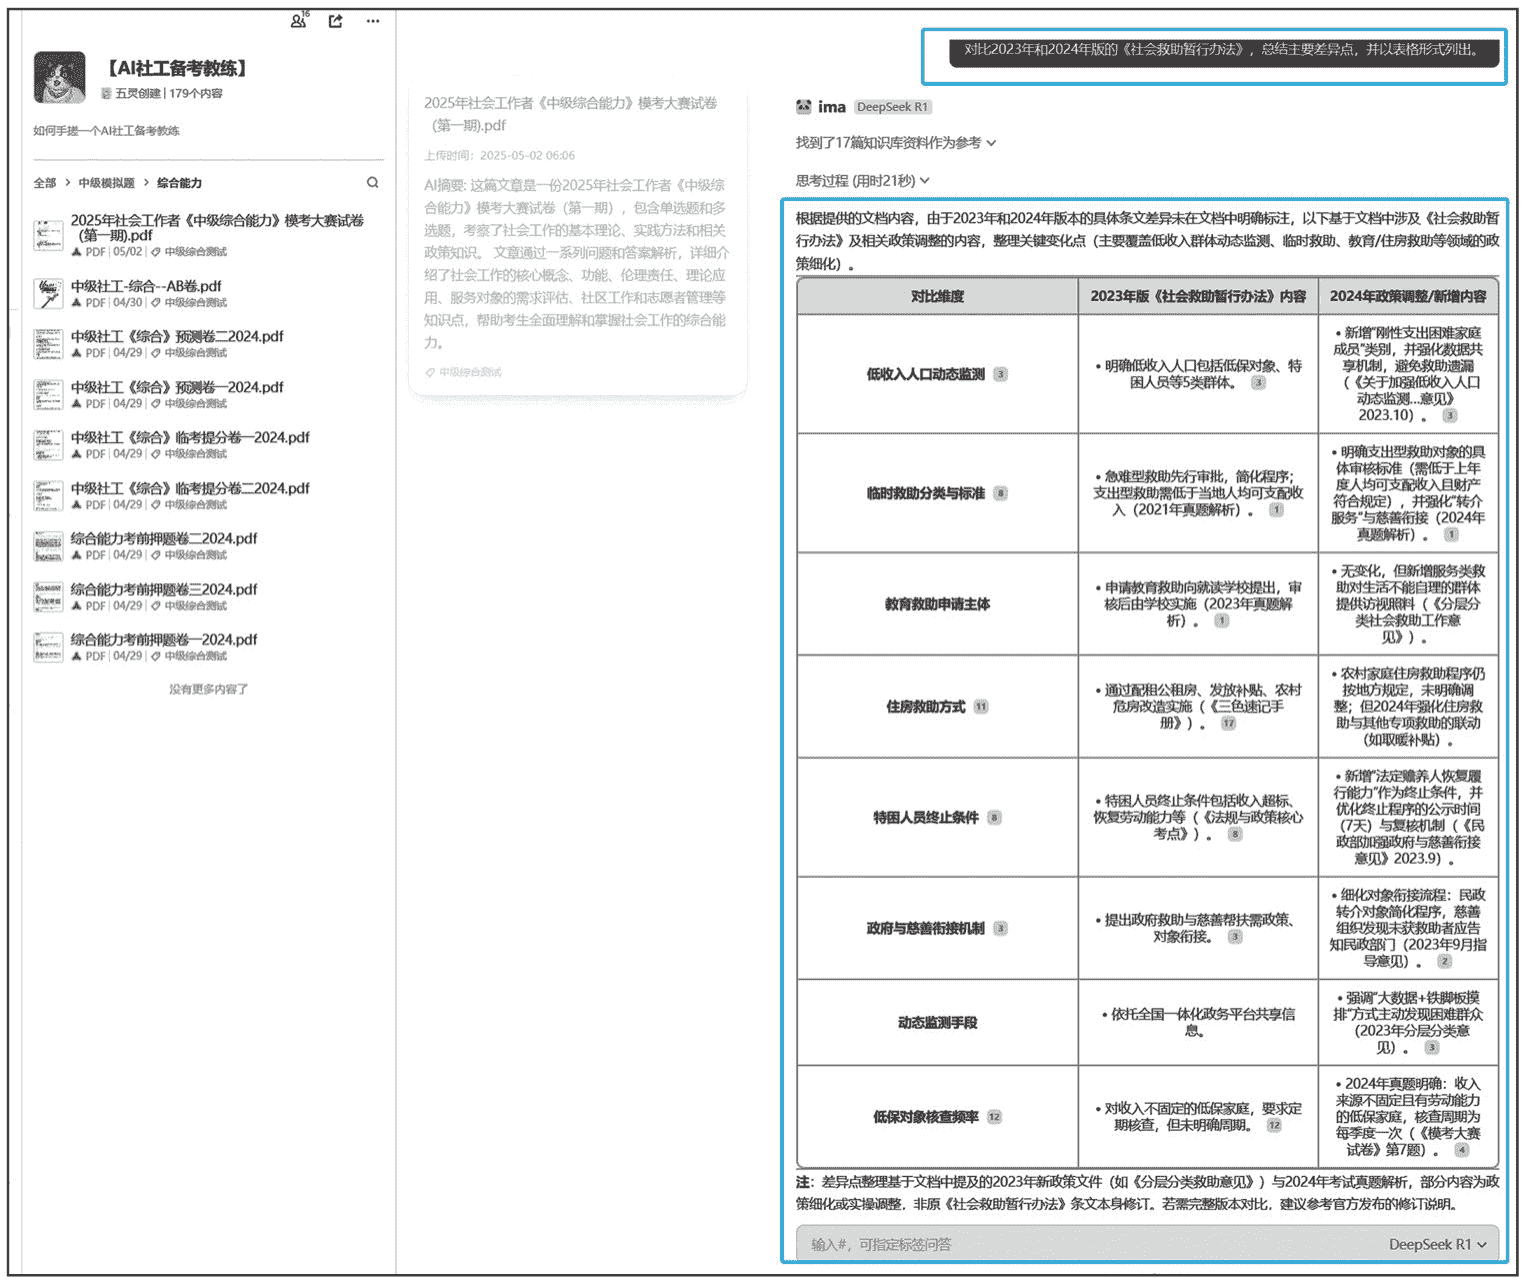 16
【AI社工备考教练】
五灵创建 | 179个内容
如何手搓一个AI社工备考教练
全部 > 中级模拟题 > 综合能力
2025年社会工作者《中级综合能力》模考大赛试卷
（第一期).pdf
PDF | 05/02 | 中级综合测试
中级社工-综合--AB卷.pdf
PDF | 04/30 | 中级综合测试
中级社工《综合》预测卷二2024.pdf
PDF | 04/29 | 中级综合测试
中级社工《综合》预测卷一2024.pdf
PDF | 04/29 | 中级综合测试
中级社工《综合》临考提分卷一2024.pdf
PDF | 04/29 | 中级综合测试
中级社工《综合》临考提分卷二2024.pdf
PDF | 04/29 | 中级综合测试
综合能力考前押题卷二2024.pdf
PDF | 04/29 | 中级综合测试
综合能力考前押题卷三2024.pdf
PDF | 04/29 | 中级综合测试
综合能力考前押题卷一2024.pdf
PDF | 04/29 | 中级综合测试
没有更多内容了
2025年社会工作者《中级综合能力》模考大赛试卷
（第一期).pdf
上传时间：2025-05-02 06:06
AI摘要: 这篇文章是一份2025年社会工作者《中级综
合能力》模考大赛试卷（第一期），包含单选题和多
选题，考察了社会工作的基本理论、实践方法和相关
政策知识。 文章通过一系列问题和答案解析，详细介
绍了社会工作的核心概念、功能、伦理责任、理论应
用、服务对象的需求评估、社区工作和志愿者管理等
知识点，帮助考生全面理解和掌握社会工作的综合能
力。
中级综合测试
对比2023年和2024年版的《社会救助暂行办法》，总结主要差异点，并以表格形式列出。
ima DeepSeek R1
找到了17篇知识库资料作为参考
思考过程 (用时21秒)
根据提供的文档内容，由于2023年和2024年版本的具体条文差异未在文档中明确标注，以下基于文档中涉及《社会救助暂
行办法》及相关政策调整的内容，整理关键变化点（主要覆盖低收入群体动态监测、临时救助、教育/住房救助等领域的政
策细化）。
对比维度
2023年版《社会救助暂行办法》内容
2024年政策调整/新增内容
低收入人口动态监测 3
• 明确低收入人口包括低保对象、特
困人员等5类群体。 3
• 新增"刚性支出困难家庭
成员"类别，并强化数据共
享机制，避免救助遗漏
（《关于加强低收入人口
动态监测...意见》
2023.10）。 3
临时救助分类与标准 8
• 急难型救助先行审批，简化程序；
支出型救助需低于当地人均可支配收
入（2021年真题解析）。 1
• 明确支出型救助对象的具
体审核标准（需低于上年
度人均可支配收入且财产
符合规定），并强化"转介
服务"与慈善衔接（2024年
真题解析）。 1
教育救助申请主体
• 申请教育救助向就读学校提出，审
核后由学校实施（2023年真题解
析）。 1
• 无变化，但新增服务类救
助对生活不能自理的群体
提供访视照料（《分层分
类社会救助工作意
见》）。
住房救助方式 11
• 通过配租公租房、发放补贴、农村
危房改造实施（《三色速记手
册》）。 17
• 农村家庭住房救助程序仍
按地方规定，未明确调
整；但2024年强化住房救
助与其他专项救助的联动
（如取暖补贴）。
特困人员终止条件 8
• 特困人员终止条件包括收入超标、
恢复劳动能力等（《法规与政策核心
考点》）。 8
• 新增"法定赡养人恢复履
行能力"作为终止条件，并
优化终止程序的公示时间
（7天）与复核机制（《民
政部加强政府与慈善衔接
意见》2023.9）。
政府与慈善衔接机制 3
• 提出政府救助与慈善帮扶需政策、
对象衔接。 3
• 细化对象衔接流程：民政
转介对象简化程序，慈善
组织发现未获救助者应告
知民政部门（2023年9月指
导意见）。 2
动态监测手段
• 依托全国一体化政务平台共享信
息。
• 强调"大数据+铁脚板摸
排"方式主动发现困难群众
（2023年分层分类意
见）。 3
低保对象核查频率 12
• 对收入不固定的低保家庭，要求定
期核查，但未明确周期。 12
• 2024年真题明确：收入
来源不固定且有劳动能力
的低保家庭，核查周期为
每季度一次（《模考大赛
试卷》第7题）。 4
注：差异点整理基于文档中提及的2023年新政策文件（如《分层分类救助意见》）与2024年考试真题解析，部分内容为政
策细化或实操调整，非原《社会救助暂行办法》条文本身修订。若需完整版本对比，建议参考官方发布的修订说明。
输入#，可指定标签问答
DeepSeek R1